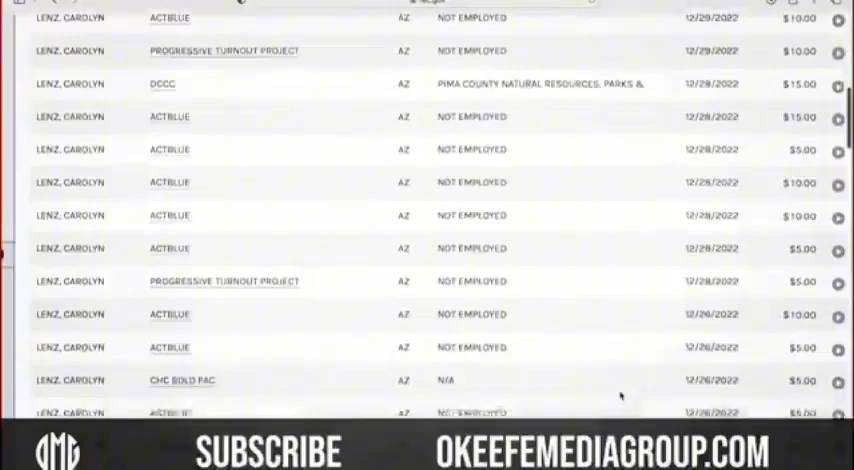 LENZ, CAROLYN ACTBLUE AZ NOT EMPLOYED 12/29/2022 $10.00
LENZ, CAROLYN PROGRESSIVE TURNOUT PROJECT AZ NOT EMPLOYED 12/29/2022 $10.00
LENZ, CAROLYN DCCC AZ PIMA COUNTY NATURAL RESOURCES, PARKS & 12/28/2022 $15.00
LENZ, CAROLYN ACTBLUE AZ NOT EMPLOYED 12/28/2022 $15.00
LENZ, CAROLYN ACTBLUE AZ NOT EMPLOYED 12/28/2022 $5.00
LENZ, CAROLYN ACTBLUE AZ NOT EMPLOYED 12/28/2022 $10.00
LENZ, CAROLYN ACTBLUE AZ NOT EMPLOYED 12/28/2022 $10.00
LENZ, CAROLYN ACTBLUE AZ NOT EMPLOYED 12/28/2022 $5.00
LENZ, CAROLYN PROGRESSIVE TURNOUT PROJECT AZ NOT EMPLOYED 12/28/2022 $5.00
LENZ, CAROLYN ACTBLUE AZ NOT EMPLOYED 12/26/2022 $10.00
LENZ, CAROLYN ACTBLUE AZ NOT EMPLOYED 12/26/2022 $5.00
LENZ, CAROLYN CHC BOLD PAC AZ N/A 12/26/2022 $5.00
LENZ, CAROLYN ACTBLUE AZ NOT EMPLOYED 12/26/2022 $5.00
OMG SUBSCRIBE OKEEFEMEDIAGROUP.COM